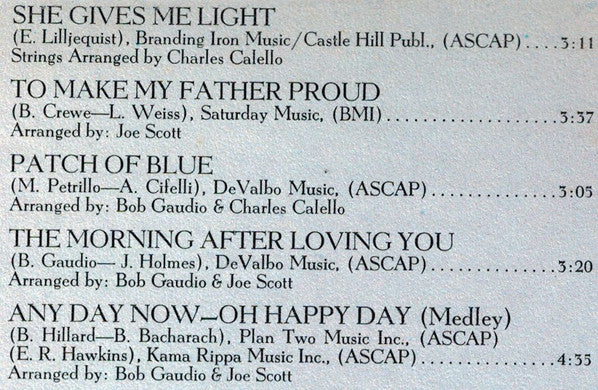 SHE GIVES ME LIGHT
(E. Lilljequist), Branding Iron Music/Castle Hill Publ., (ASCAP)....3:11
Strings Arranged by Charles Calello
TO MAKE MY FATHER PROUD
(B. Crewe—L. Weiss), Saturday Music, (BMI)..................3:37
Arranged by: Joe Scott
PATCH OF BLUE
(M. Petrillo—A. Cifelli), DeValbo Music, (ASCAP).............3:05
Arranged by: Bob Gaudio & Charles Calello
THE MORNING AFTER LOVING YOU
(B. Gaudio— J. Holmes), DeValbo Music, (ASCAP).............3:20
Arranged by: Bob Gaudio & Joe Scott
ANY DAY NOW—OH HAPPY DAY (Medley)
(B. Hillard—B. Bacharach), Plan Two Music Inc., (ASCAP)
(E. R. Hawkins), Kama Rippa Music Inc., (ASCAP)..............4:35
Arranged by: Bob Gaudio & Joe Scott